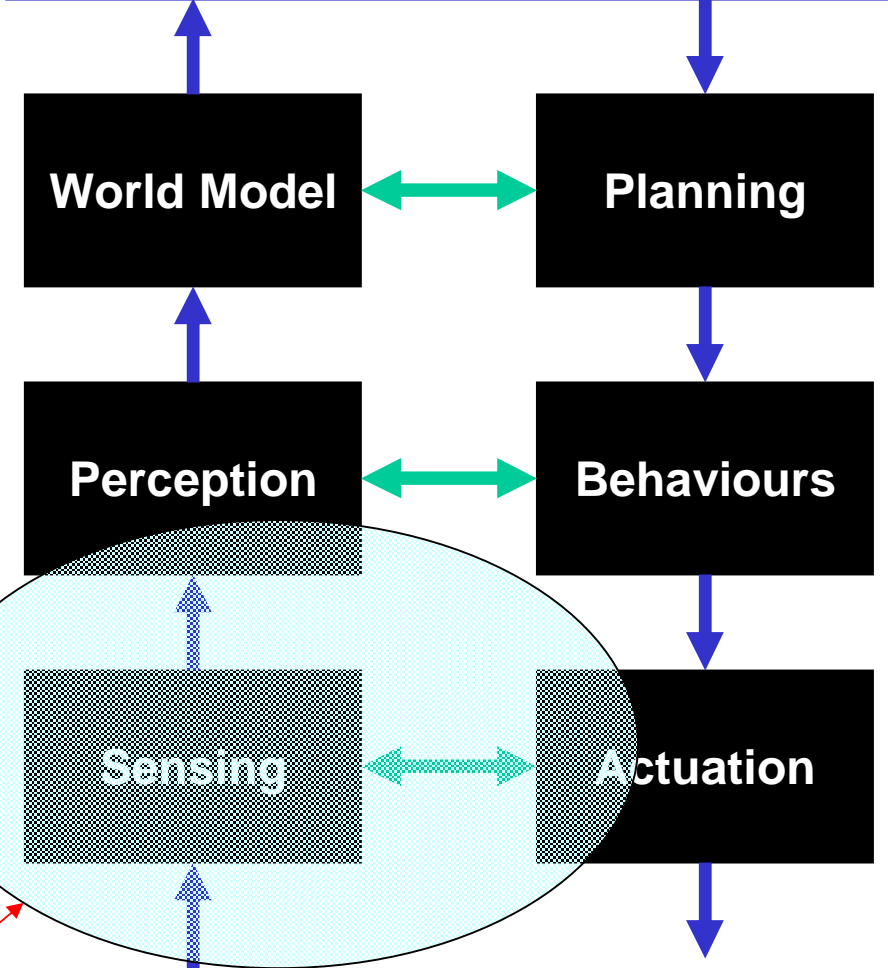 World Model
Planning
Perception
Behaviours
Sensing
Actuation